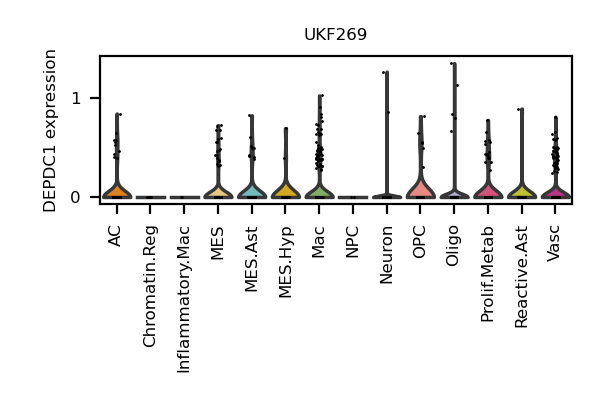 UKF269
DEPDC1 expression
1
0
AC
Chromatin.Reg
Inflammatory.Mac
MES
MES.Ast
MES.Hyp
Mac
NPC
Neuron
OPC
Oligo
Prolif.Metab
Reactive.Ast
Vasc